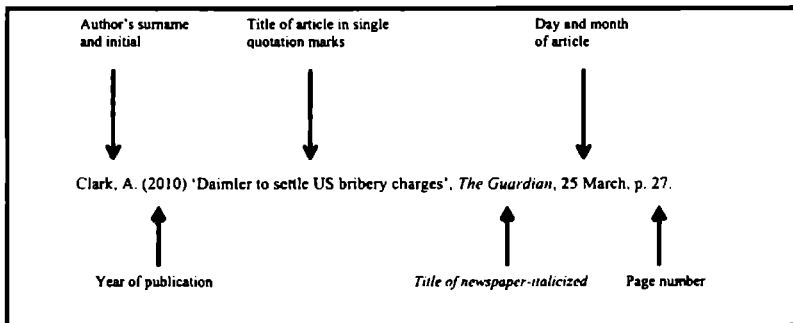 Author's surname and initial
Title of article in single quotation marks
Day and month of article
Clark, A. (2010) 'Daimler to settle US bribery charges', The Guardian, 25 March, p. 27.
Year of publication
Title of newspaper-italicized
Page number